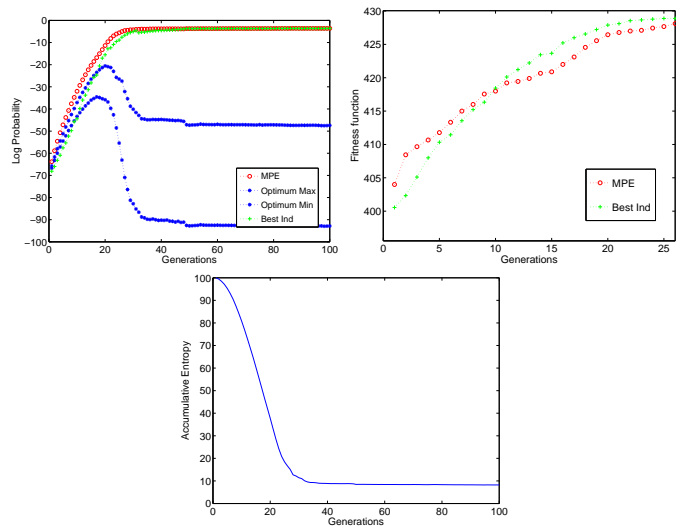 0
−10
−20
−30
−40
−50
−60
−70
−80
−90
−100
Log Probability
0 20 40 60 80 100
Generations
MPE
Optimum Max
Optimum Min
Best Ind
430
425
420
415
410
405
400
Fitness function
0 5 10 15 20 25
Generations
MPE
Best Ind
100
90
80
70
60
50
40
30
20
10
0
Accumulative Entropy
0 20 40 60 80 100
Generations